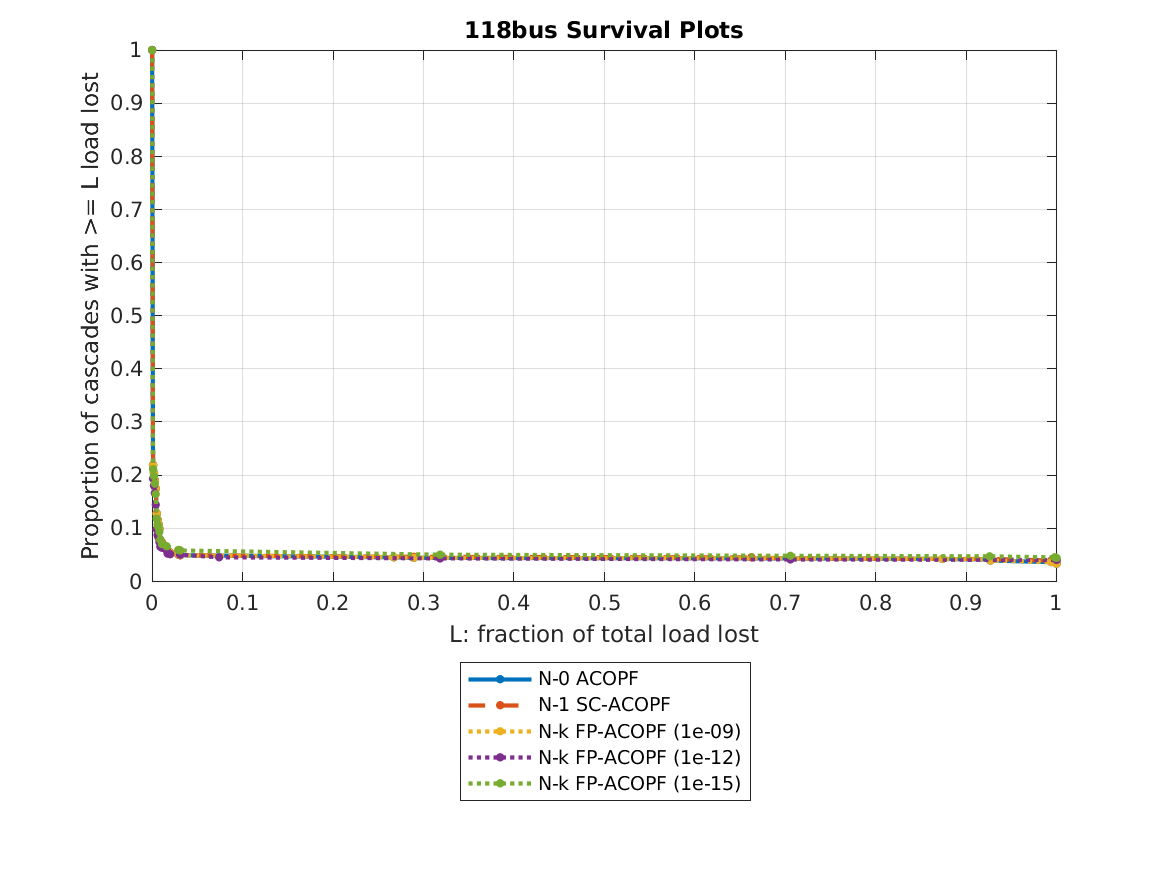 118bus Survival Plots
Proportion of cascades with >= L load lost
1
0.9
0.8
0.7
0.6
0.5
0.4
0.3
0.2
0.1
0
0 0.1 0.2 0.3 0.4 0.5 0.6 0.7 0.8 0.9 1
L: fraction of total load lost
N-0 ACOPF
N-1 SC-ACOPF
N-k FP-ACOPF (1e-09)
N-k FP-ACOPF (1e-12)
N-k FP-ACOPF (1e-15)